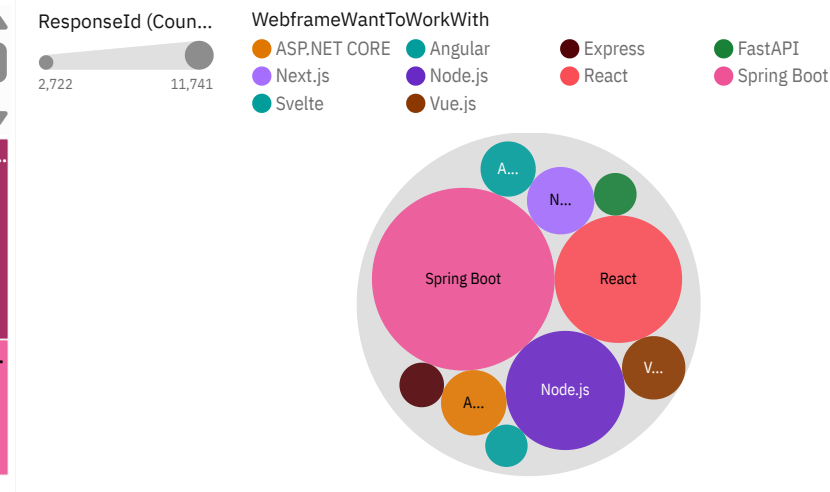 ResponseId (Coun...
2,722 11,741
WebframeWantToWorkWith
ASP.NET CORE Angular Express FastAPI
Next.js Node.js React Spring Boot
Svelte Vue.js
A...
N...
Spring Boot React
V...
Node.js
A...